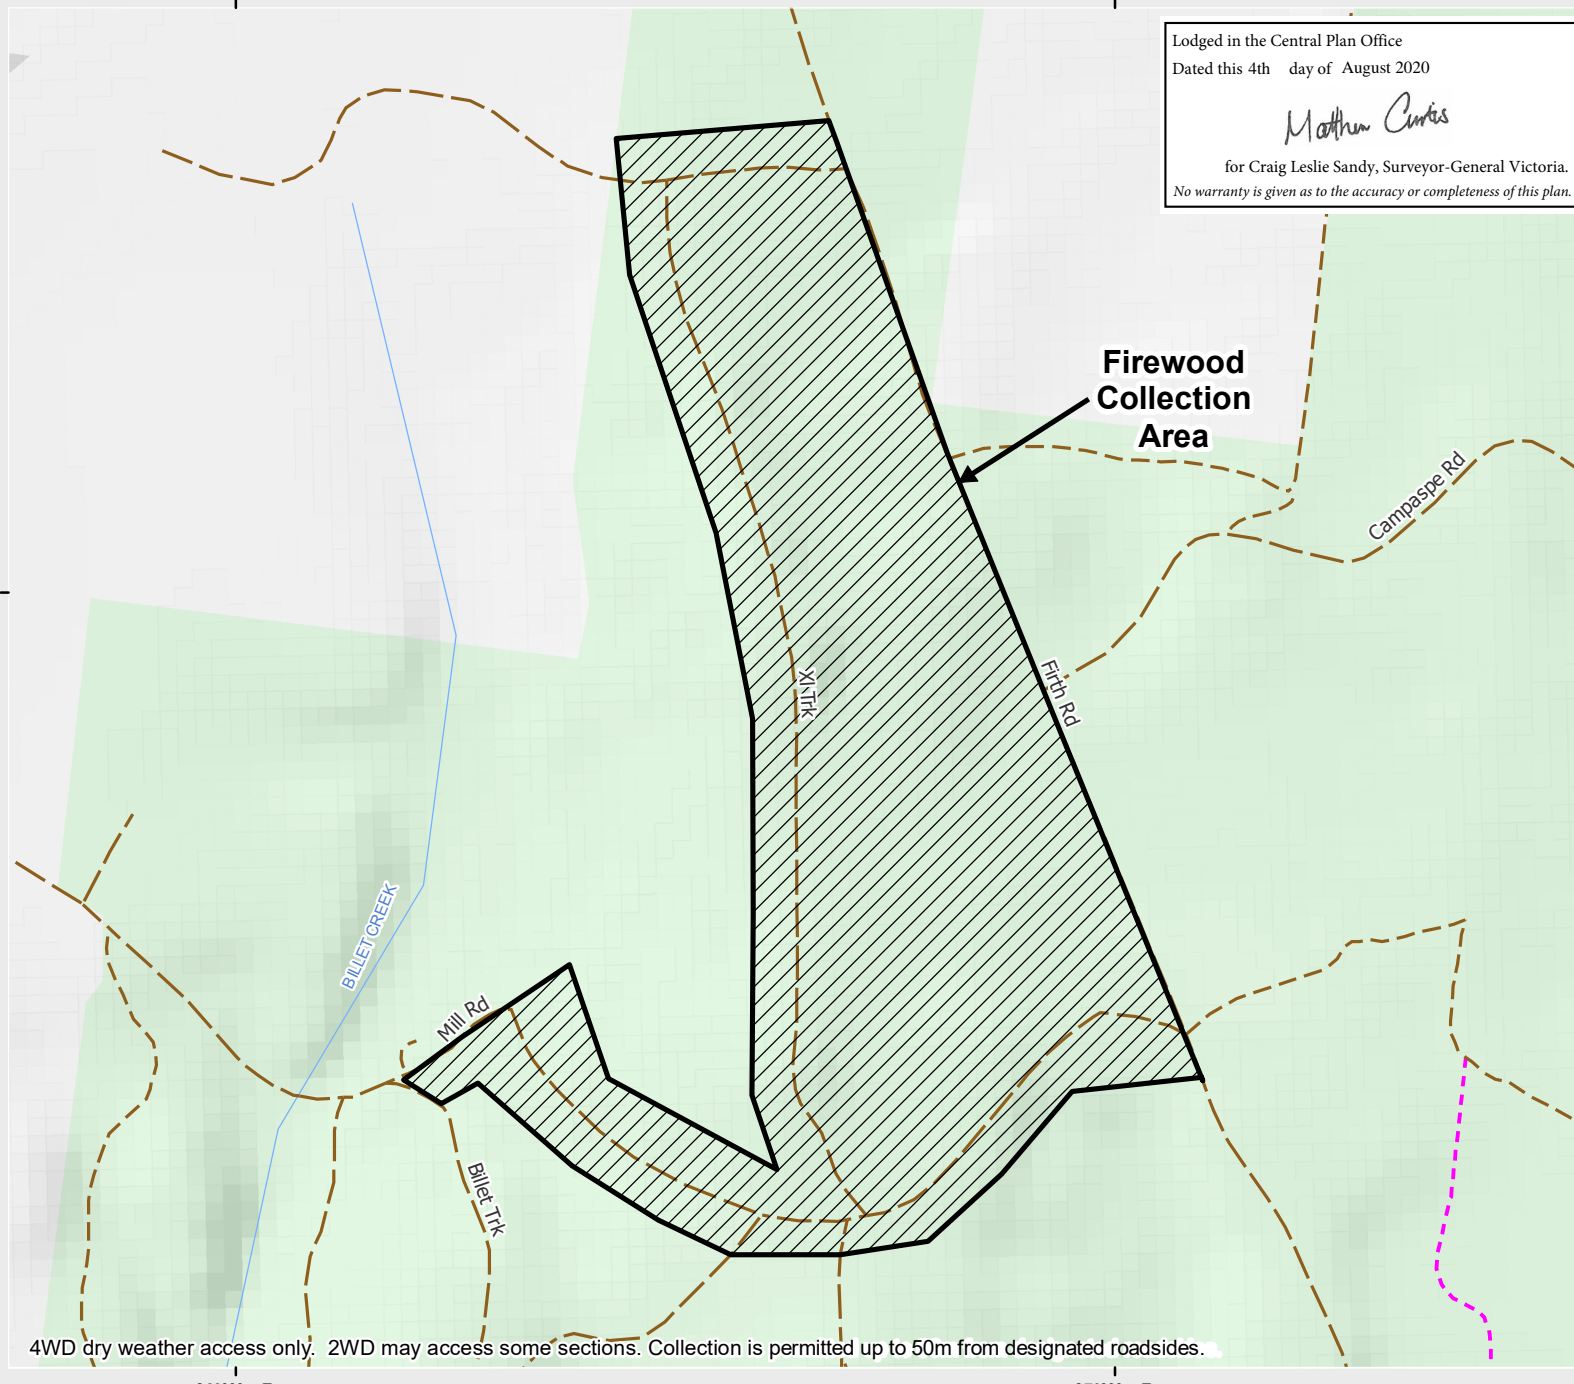 Lodged in the Central Plan Office
Dated this 4th day of August 2020
Matthew Curtis
for Craig Leslie Sandy, Surveyor-General Victoria.
No warranty is given as to the accuracy or completeness of this plan.
Firewood
Collection
Area
Campaspe Rd
Firth Rd
XI Trk
BILLET CREEK
Mill Rd
Billet Trk
4WD dry weather access only. 2WD may access some sections. Collection is permitted up to 50m from designated roadsides.